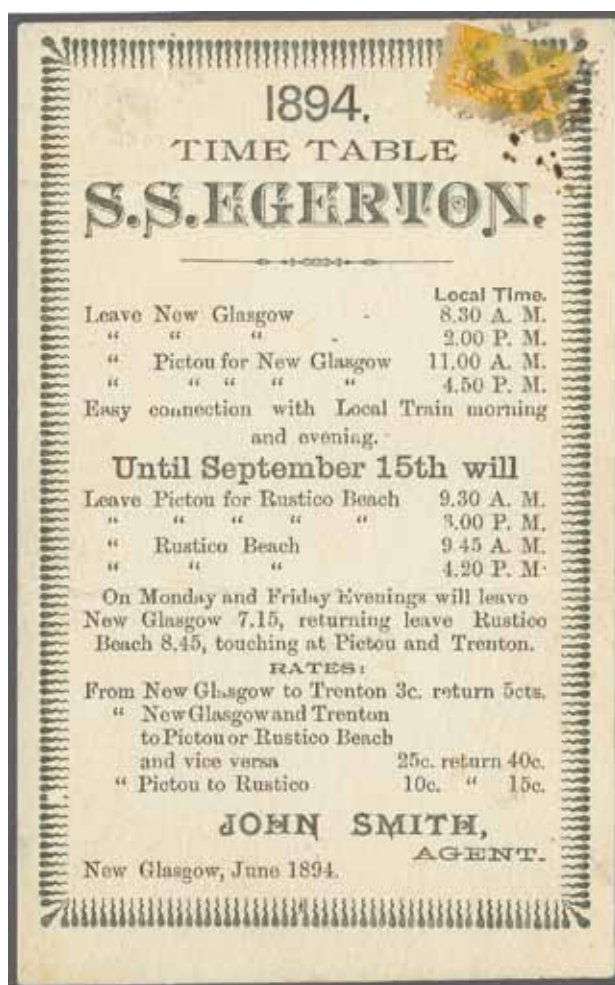 1894.
TIME TABLE
S.S. EGERTON.
Local Time.
Leave New Glasgow - 8.30 A. M.
“ “ “ - 2.00 P. M.
“ Pictou for New Glasgow 11.00 A. M.
“ “ “ “ “ 4.50 P. M.
Easy connection with Local Train morning
and evening.
Until September 15th will
Leave Pictou for Rustico Beach 9.30 A. M.
“ “ “ “ “ 3.00 P. M.
“ Rustico Beach 9.45 A. M.
“ “ “ 4.20 P. M.
On Monday and Friday Evenings will leave
New Glasgow 7.15, returning leave Rustico
Beach 8.45, touching at Pictou and Trenton.
RATES:
From New Glasgow to Trenton 3c. return 5cts.
“ New Glasgow and Trenton
to Pictou or Rustico Beach
and vice versa 25c. return 40c.
“ Pictou to Rustico 10c. “ 15c.
JOHN SMITH,
AGENT.
New Glasgow, June 1894.